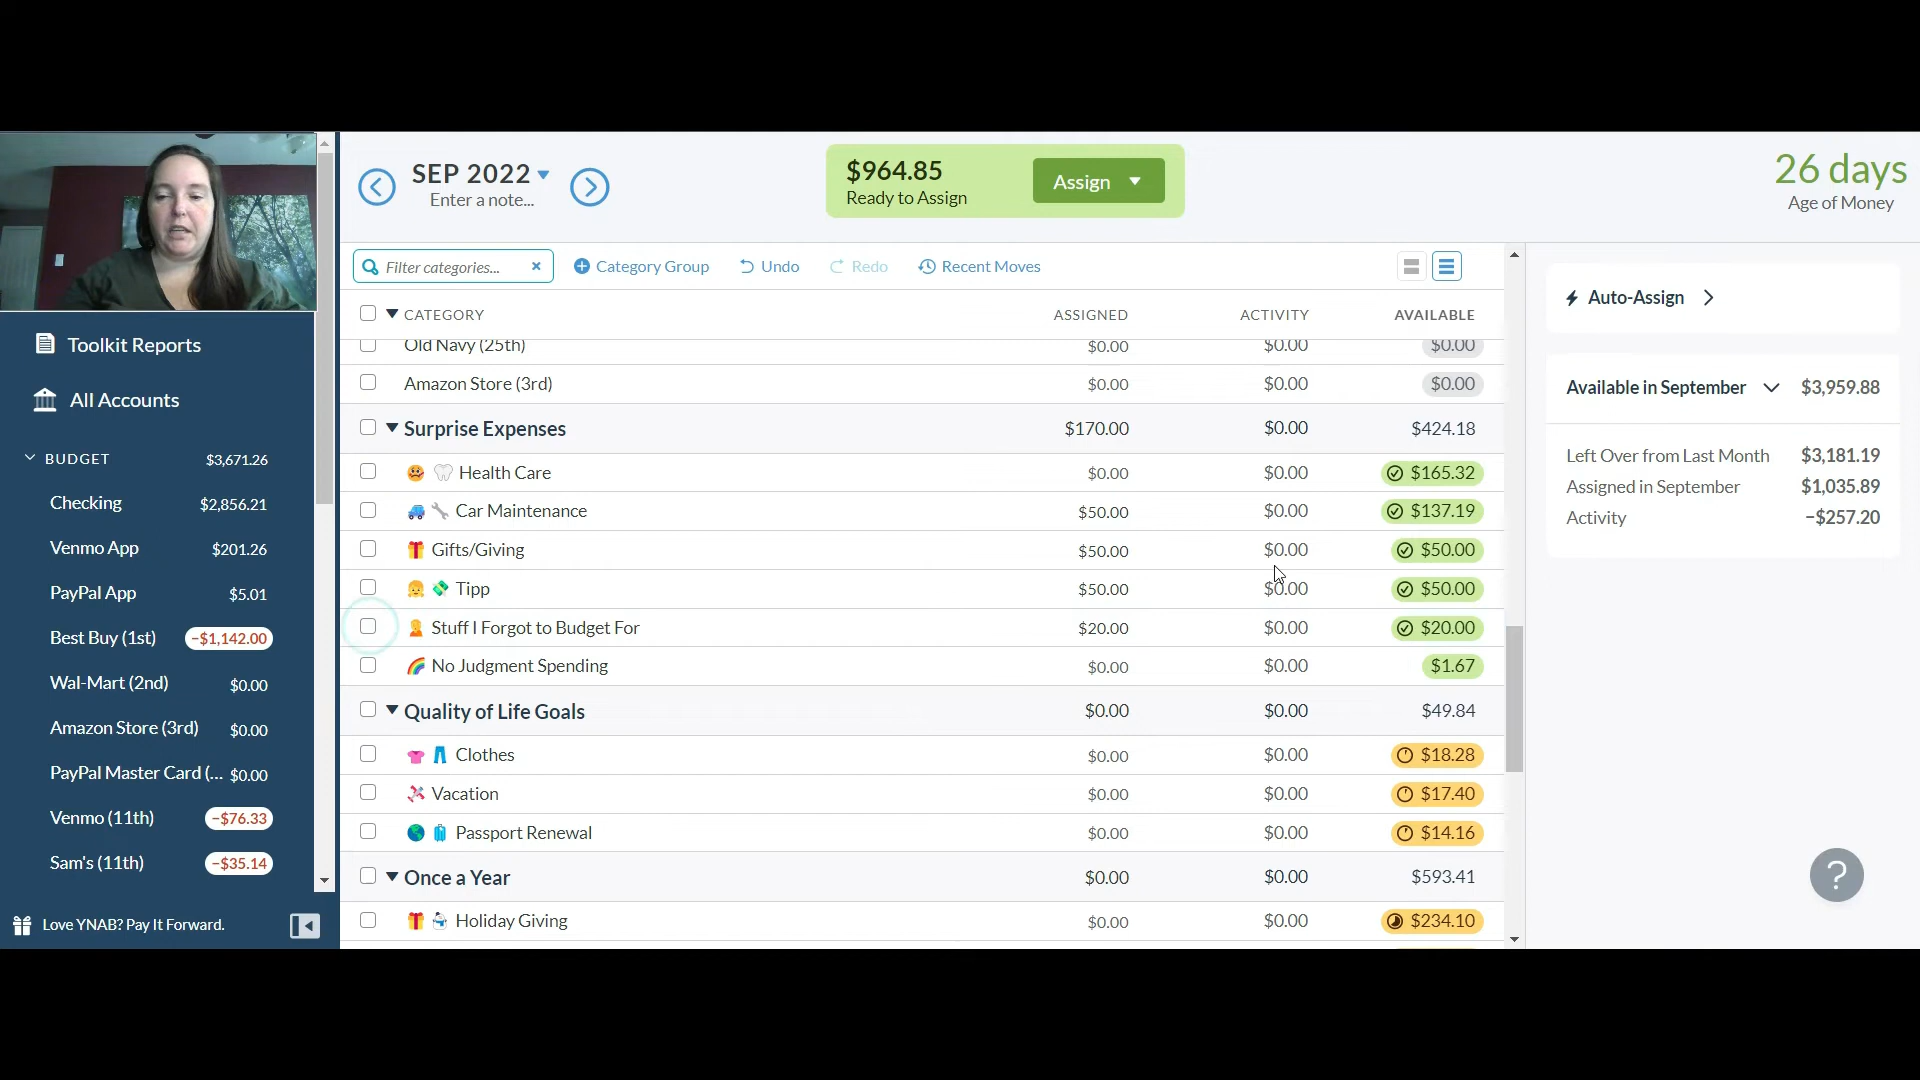 SEP 2022
Enter a note...
$964.85
Ready to Assign
Assign
26 days
Age of Money
Filter categories...
Category Group
Undo
Redo
Recent Moves
CATEGORY ASSIGNED ACTIVITY AVAILABLE
Old Navy (25th) $0.00 $0.00 $0.00
Amazon Store (3rd) $0.00 $0.00 $0.00
Surprise Expenses $170.00 $0.00 $424.18
Health Care $0.00 $0.00 $165.32
Car Maintenance $50.00 $0.00 $137.19
Gifts/Giving $50.00 $0.00 $50.00
Tipp $50.00 $0.00 $50.00
Stuff I Forgot to Budget For $20.00 $0.00 $20.00
No Judgment Spending $0.00 $0.00 $1.67
Quality of Life Goals $0.00 $0.00 $49.84
Clothes $0.00 $0.00 $18.28
Vacation $0.00 $0.00 $17.40
Passport Renewal $0.00 $0.00 $14.16
Once a Year $0.00 $0.00 $593.41
Holiday Giving $0.00 $0.00 $234.10
Toolkit Reports
All Accounts
BUDGET $3,671.26
Checking $2,856.21
Venmo App $201.26
PayPal App $5.01
Best Buy (1st) −$1,142.00
Wal-Mart (2nd) $0.00
Amazon Store (3rd) $0.00
PayPal Master Card (... $0.00
Venmo (11th) −$76.33
Sam's (11th) −$35.14
Love YNAB? Pay It Forward.
Auto-Assign
Available in September $3,959.88
Left Over from Last Month $3,181.19
Assigned in September $1,035.89
Activity −$257.20
?